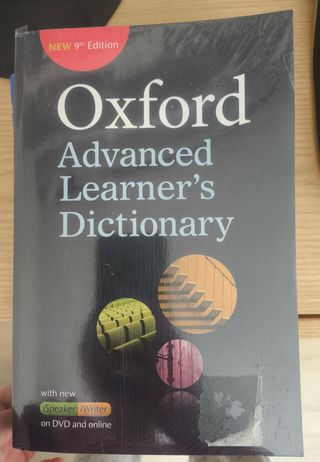 NEW 9th Edition
Oxford
Advanced
Learner's
Dictionary
with new
iSpeaker iWriter
on DVD and online